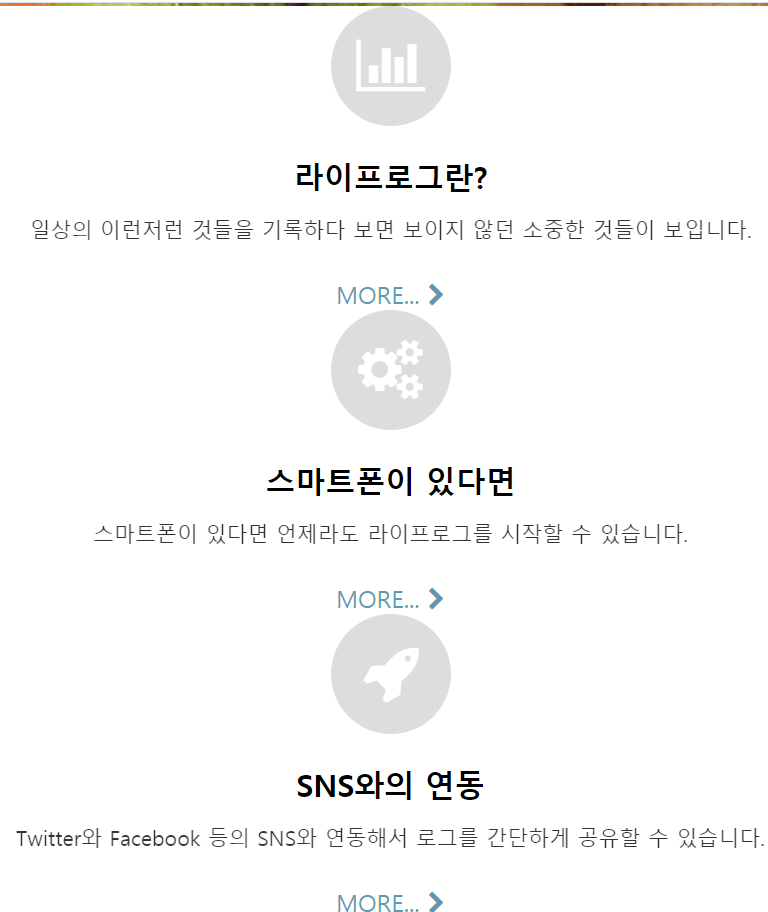 라이프로그란?
일상의 이런저런 것들을 기록하다 보면 보이지 않던 소중한 것들이 보입니다.
MORE...
스마트폰이 있다면
스마트폰이 있다면 언제라도 라이프로그를 시작할 수 있습니다.
MORE...
SNS와의 연동
Twitter와 Facebook 등의 SNS와 연동해서 로그를 간단하게 공유할 수 있습니다.
MORE...